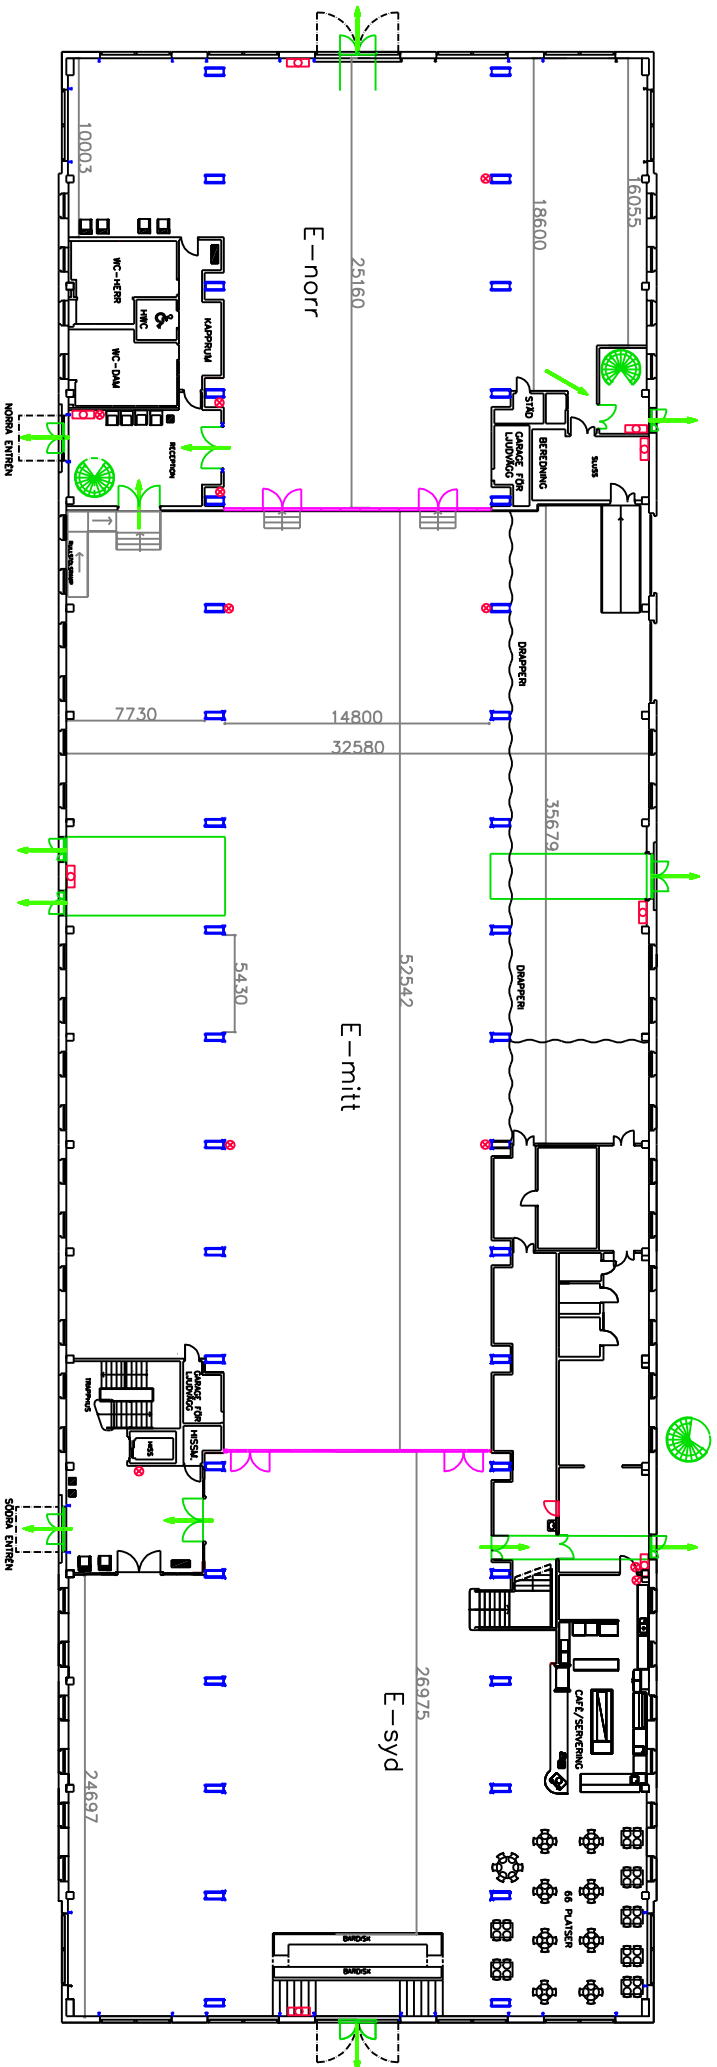 10003
16055
18600
25160
E-norr
WC-HERR
HWC
KAPPRUM
WC-DAM
STÄD
GARAGE FÖR
LJUDVÄGG
BEREDNING
SLUSS
RECEPTION
NORRA ENTRÉN
RULLSTOLSRAMP
DRAPPERI
7730
14800
32580
35679
5430
52542
DRAPPERI
E-mitt
GARAGE FÖR
LJUDVÄGG
TRAPPHUS
HISS
HISSM.
SÖDRA ENTRÉN
26975
E-syd
CAFÉ/SERVERING
24697
66 PLATSER
BARDISK
BARDISK